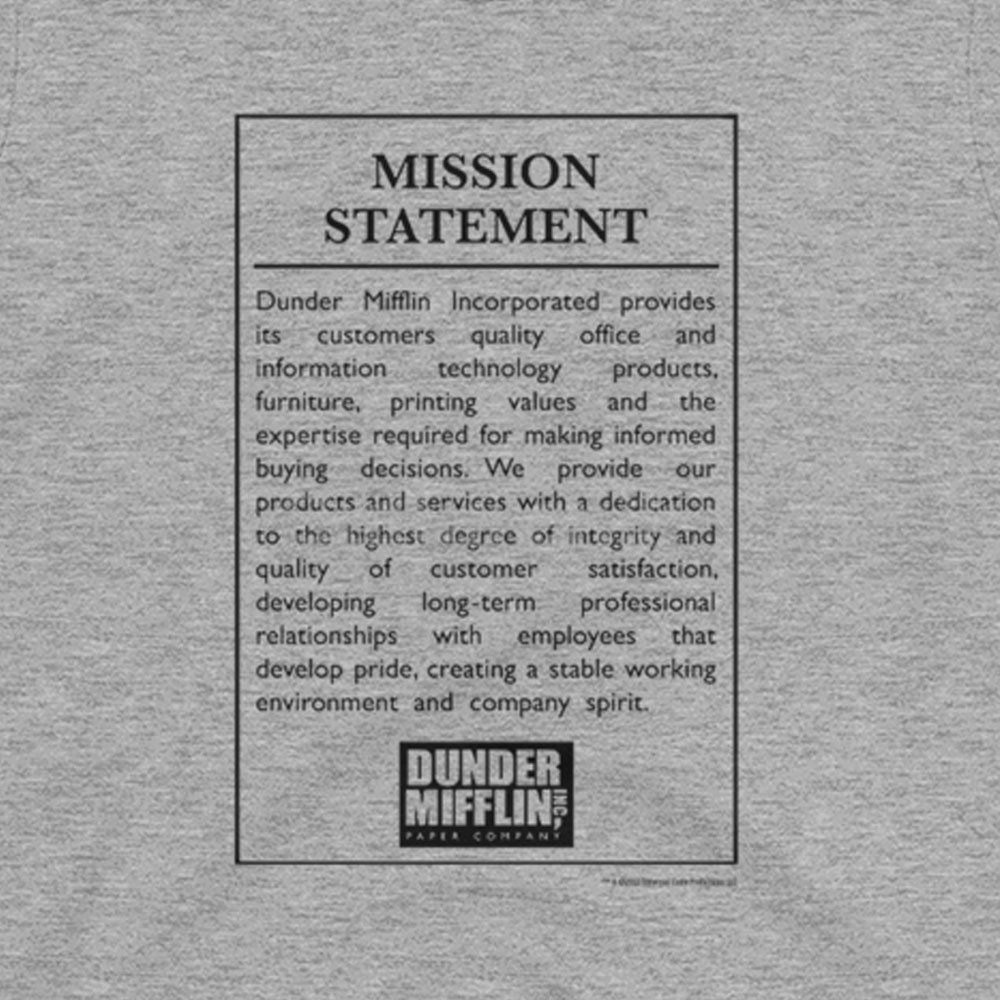 MISSION
STATEMENT
Dunder Mifflin Incorporated provides
its customers quality office and
information technology products,
furniture, printing values and the
expertise required for making informed
buying decisions. We provide our
products and services with a dedication
to the highest degree of integrity and
quality of customer satisfaction,
developing long-term professional
relationships with employees that
develop pride, creating a stable working
environment and company spirit.
DUNDER
MIFFLIN, INC
PAPER COMPANY